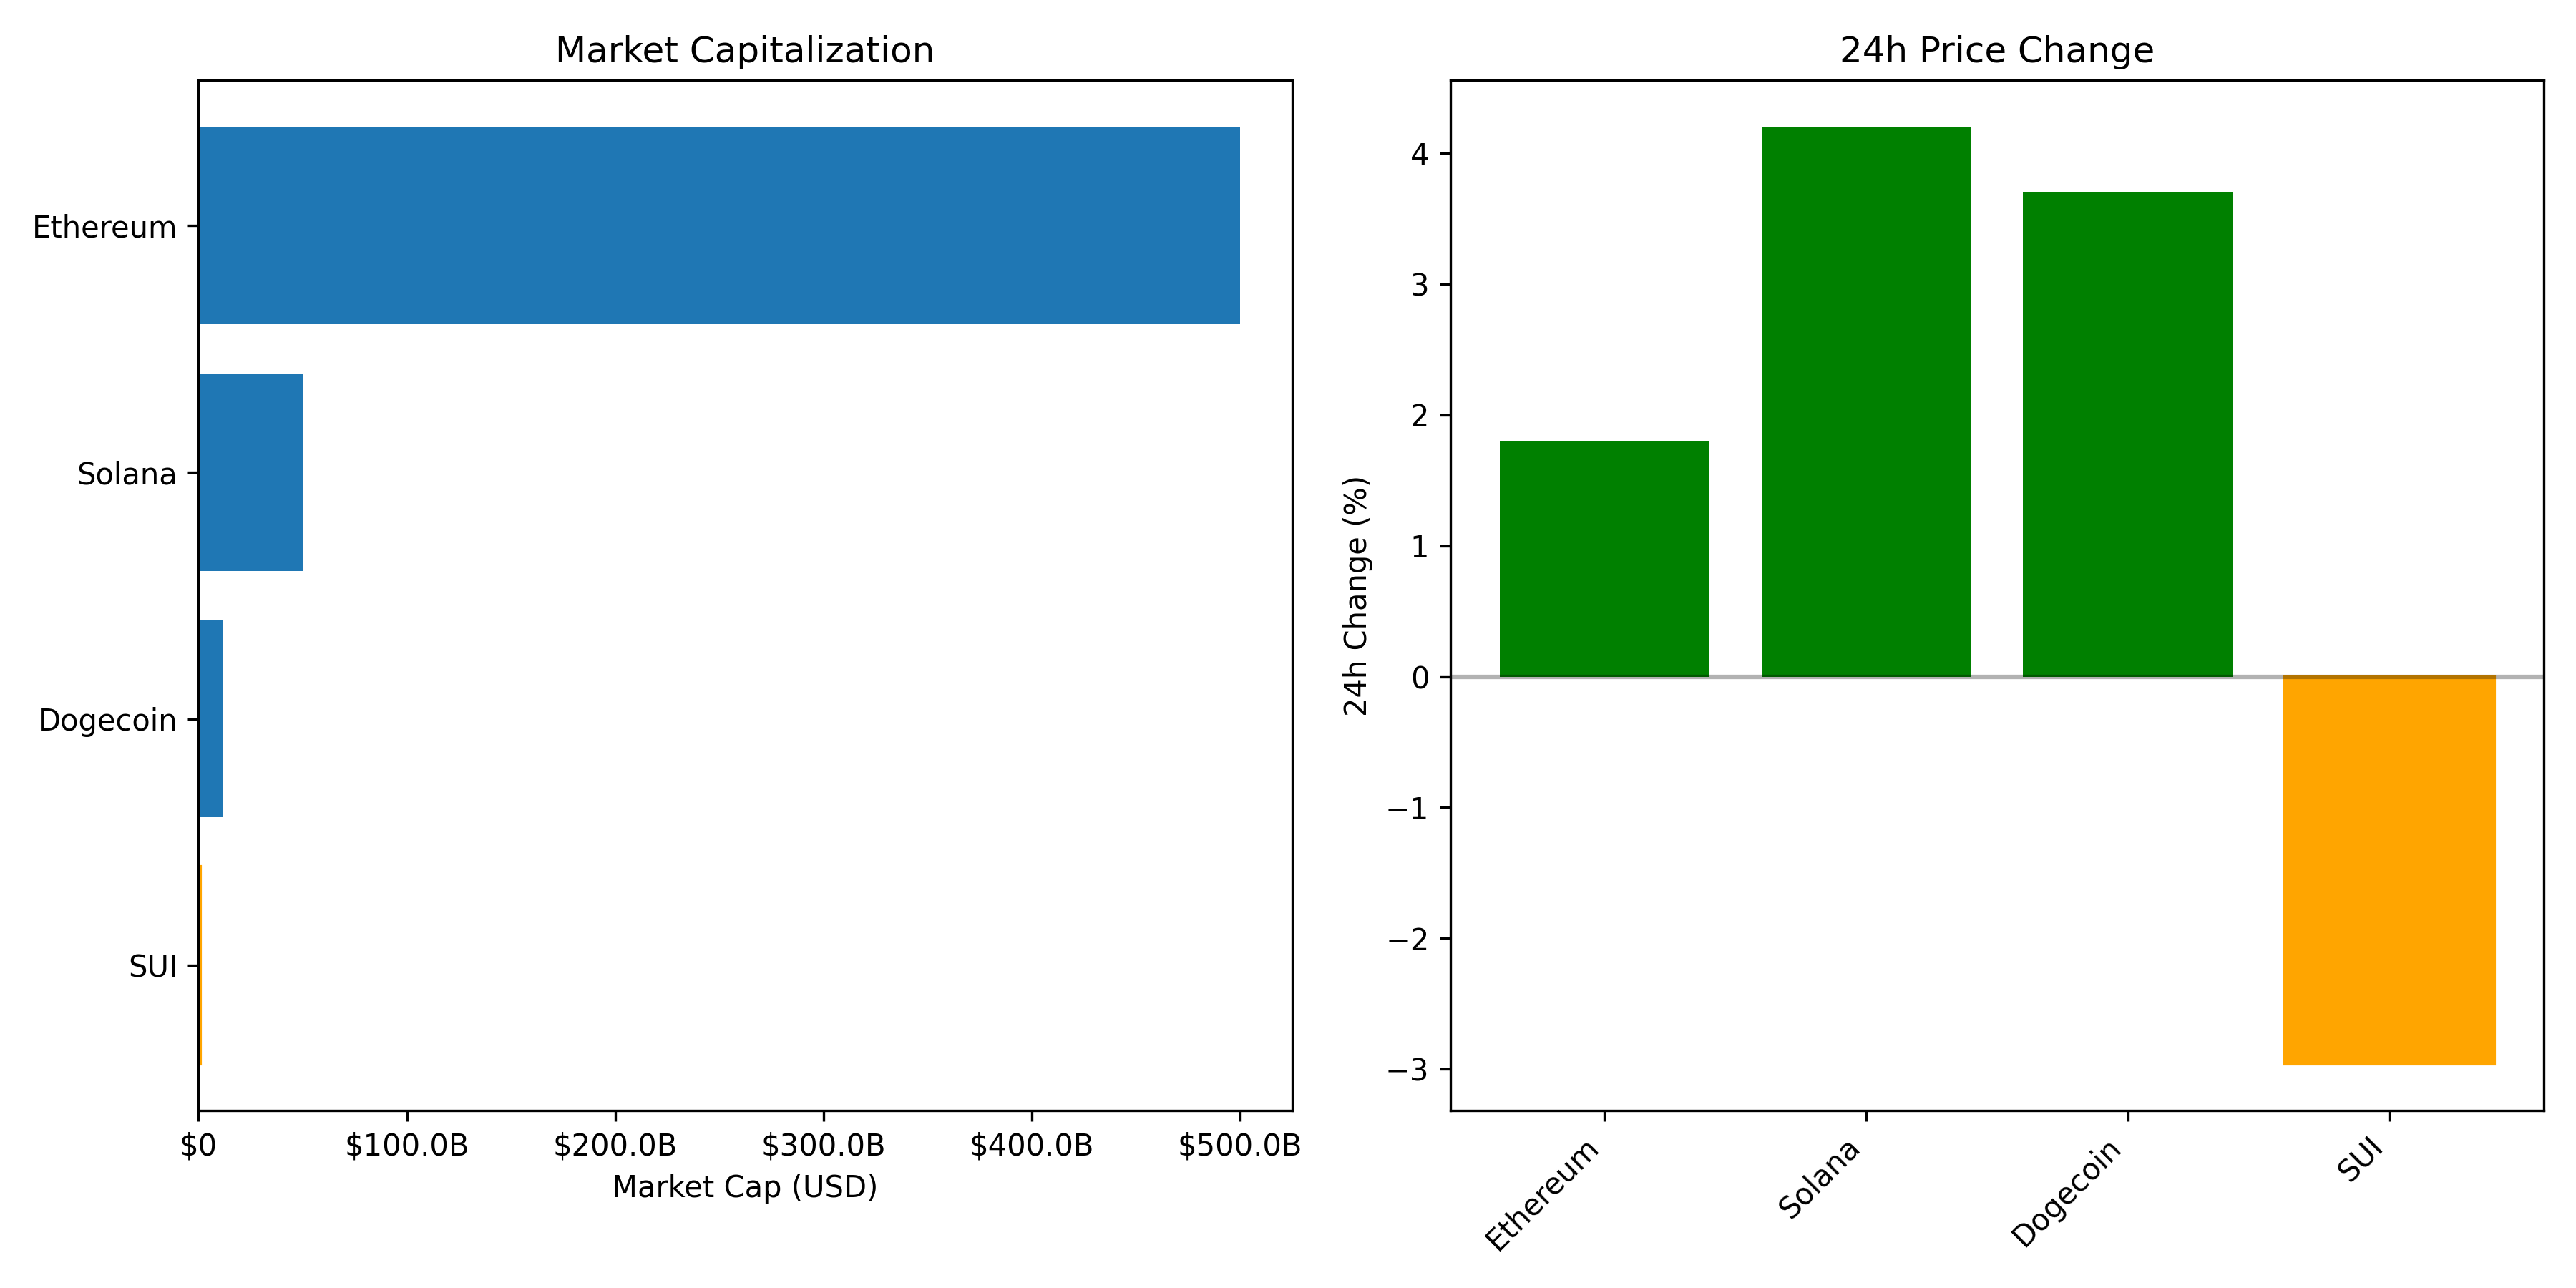 Market Capitalization
Ethereum
Solana
Dogecoin
SUI
$0
$100.0B
$200.0B
$300.0B
$400.0B
$500.0B
Market Cap (USD)
24h Price Change
24h Change (%)
4
3
2
1
0
−1
−2
−3
Ethereum
Solana
Dogecoin
SUI